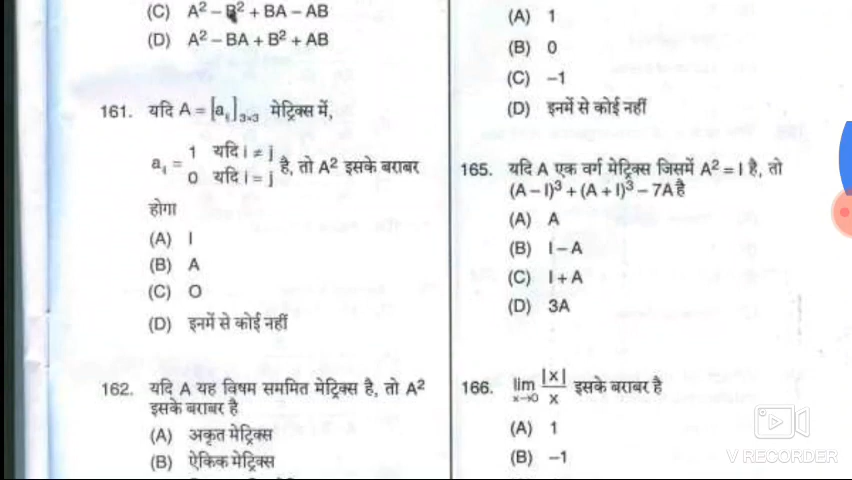 (C) A² – B² + BA – AB
(D) A² – BA + B² + AB
161. यदि A = [aᵢⱼ]₃ₓ₃ मेट्रिक्स में,
1 यदि i ≠ j
aᵢ = है, तो A² इसके बराबर
0 यदि i = j
होगा
(A) I
(B) A
(C) O
(D) इनमें से कोई नहीं
162. यदि A यह विषम सममित मेट्रिक्स है, तो A²
इसके बराबर है
(A) अकृत मेट्रिक्स
(B) ऐकिक मेट्रिक्स
(A) 1
(B) 0
(C) –1
(D) इनमें से कोई नहीं
165. यदि A एक वर्ग मेट्रिक्स जिसमें A² = I है, तो
(A – I)³ + (A + I)³ – 7A है
(A) A
(B) I – A
(C) I + A
(D) 3A
166. lim |x|/x इसके बराबर है
x→0
(A) 1
(B) –1
V RECORDER